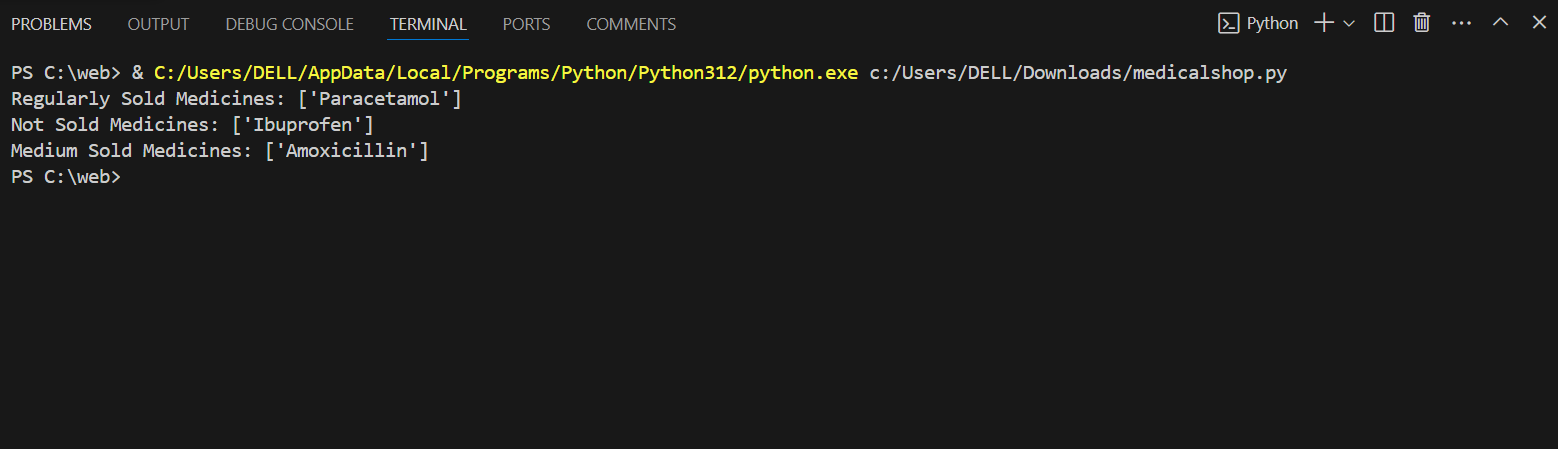 PROBLEMS OUTPUT DEBUG CONSOLE TERMINAL PORTS COMMENTS Python
PS C:\web> & C:/Users/DELL/AppData/Local/Programs/Python/Python312/python.exe c:/Users/DELL/Downloads/medicalshop.py
Regularly Sold Medicines: ['Paracetamol']
Not Sold Medicines: ['Ibuprofen']
Medium Sold Medicines: ['Amoxicillin']
PS C:\web>